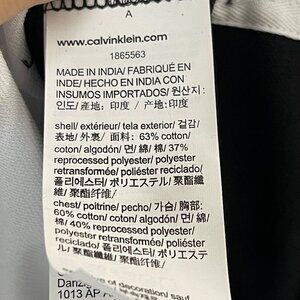 A
www.calvinklein.com
1865563
MADE IN INDIA/ FABRIQUÉ EN
INDE/ HECHO EN INDIA CON
INSUMOS IMPORTADOS/ 원산지:
인도/ 產地: 印度 / 产地: 印度
shell/ extérieur/ tela exterior/ 겉감/
表地/ 外裏/ 面料: 63% cotton/
coton/ algodón/ 면/ 綿/ 棉/ 37%
reprocessed polyester/ polyester
retransformée/ poliéster reciclado/
폴리에스터/ ポリエステル/ 聚酯纖
維/ 聚酯纤维
chest/ poitrine/ pecho/ 가슴/ 胸部:
60% cotton/ coton/ algodón/ 면/ 綿/
棉/ 40% reprocessed polyester/
polyester retransformée/ poliéster
reciclado/ 폴리에스터/ ポリエステ
ル/ 聚酯纖維/ 聚酯纤维
of decoration/ sauf
1013 AP